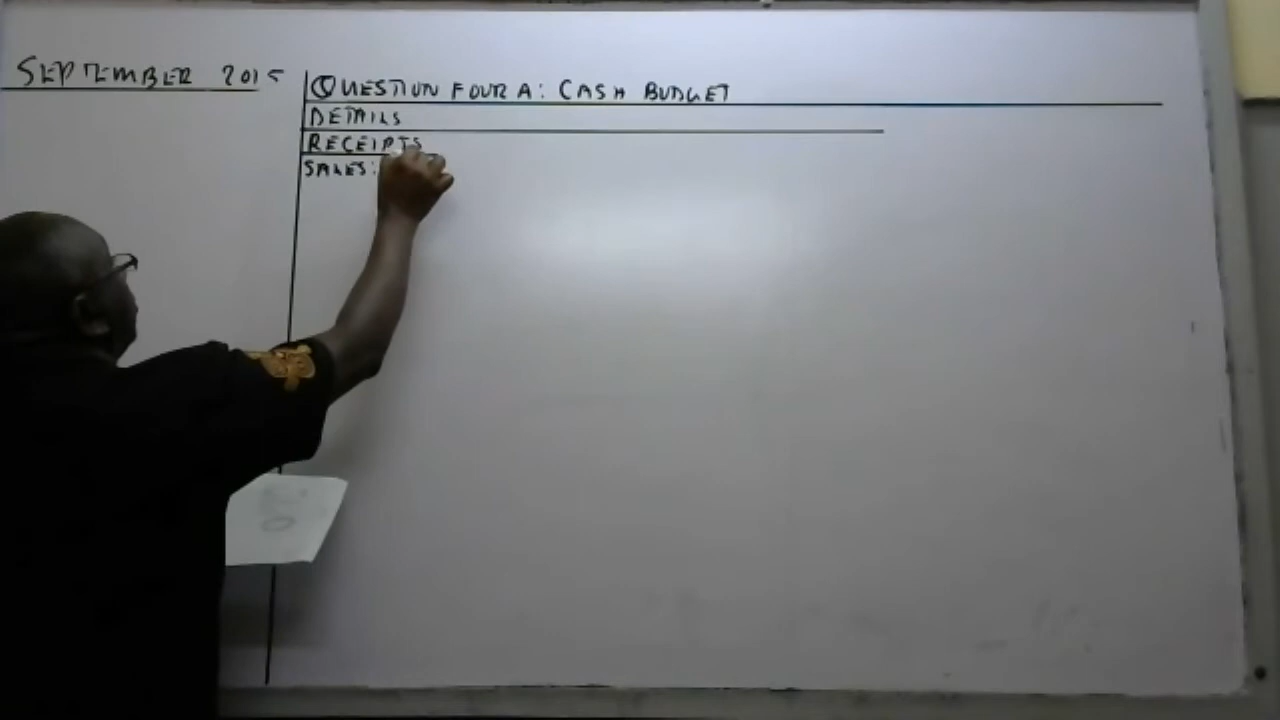 SEPTEMBER 2015
QUESTION FOUR A: CASH BUDGET
DETAILS
RECEIPTS
SALES: